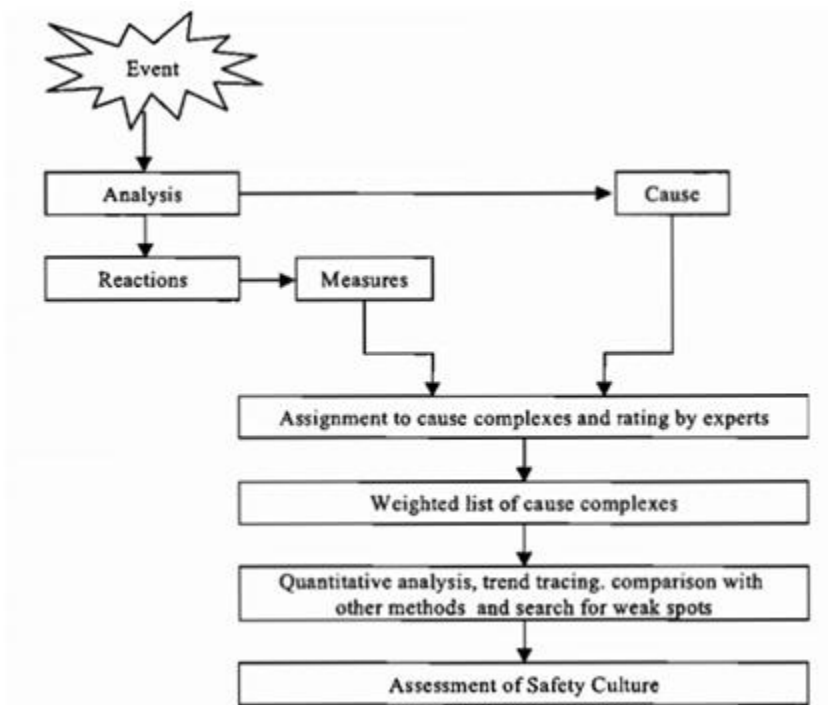 Event
Analysis
Cause
Reactions
Measures
Assignment to cause complexes and rating by experts
Weighted list of cause complexes
Quantitative analysis, trend tracing. comparison with
other methods and search for weak spots
Assessment of Safety Culture